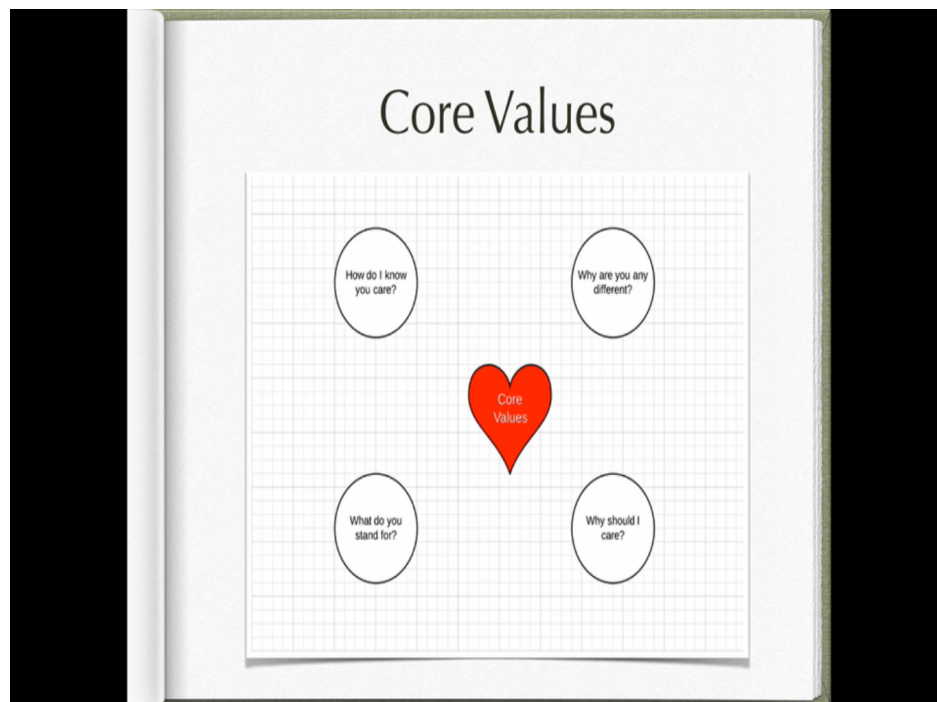 Core Values
How do I know
you care?
Why are you any
different?
Core
Values
What do you
stand for?
Why should I
care?